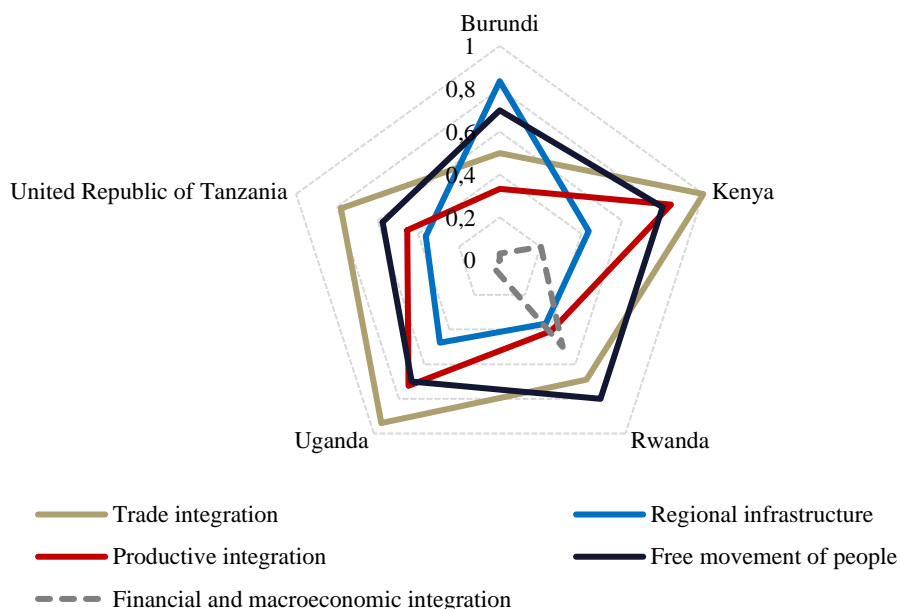 Burundi
1
0,8
0,6
0,4
0,2
0
United Republic of Tanzania
Kenya
Uganda
Rwanda
Trade integration
Regional infrastructure
Productive integration
Free movement of people
Financial and macroeconomic integration